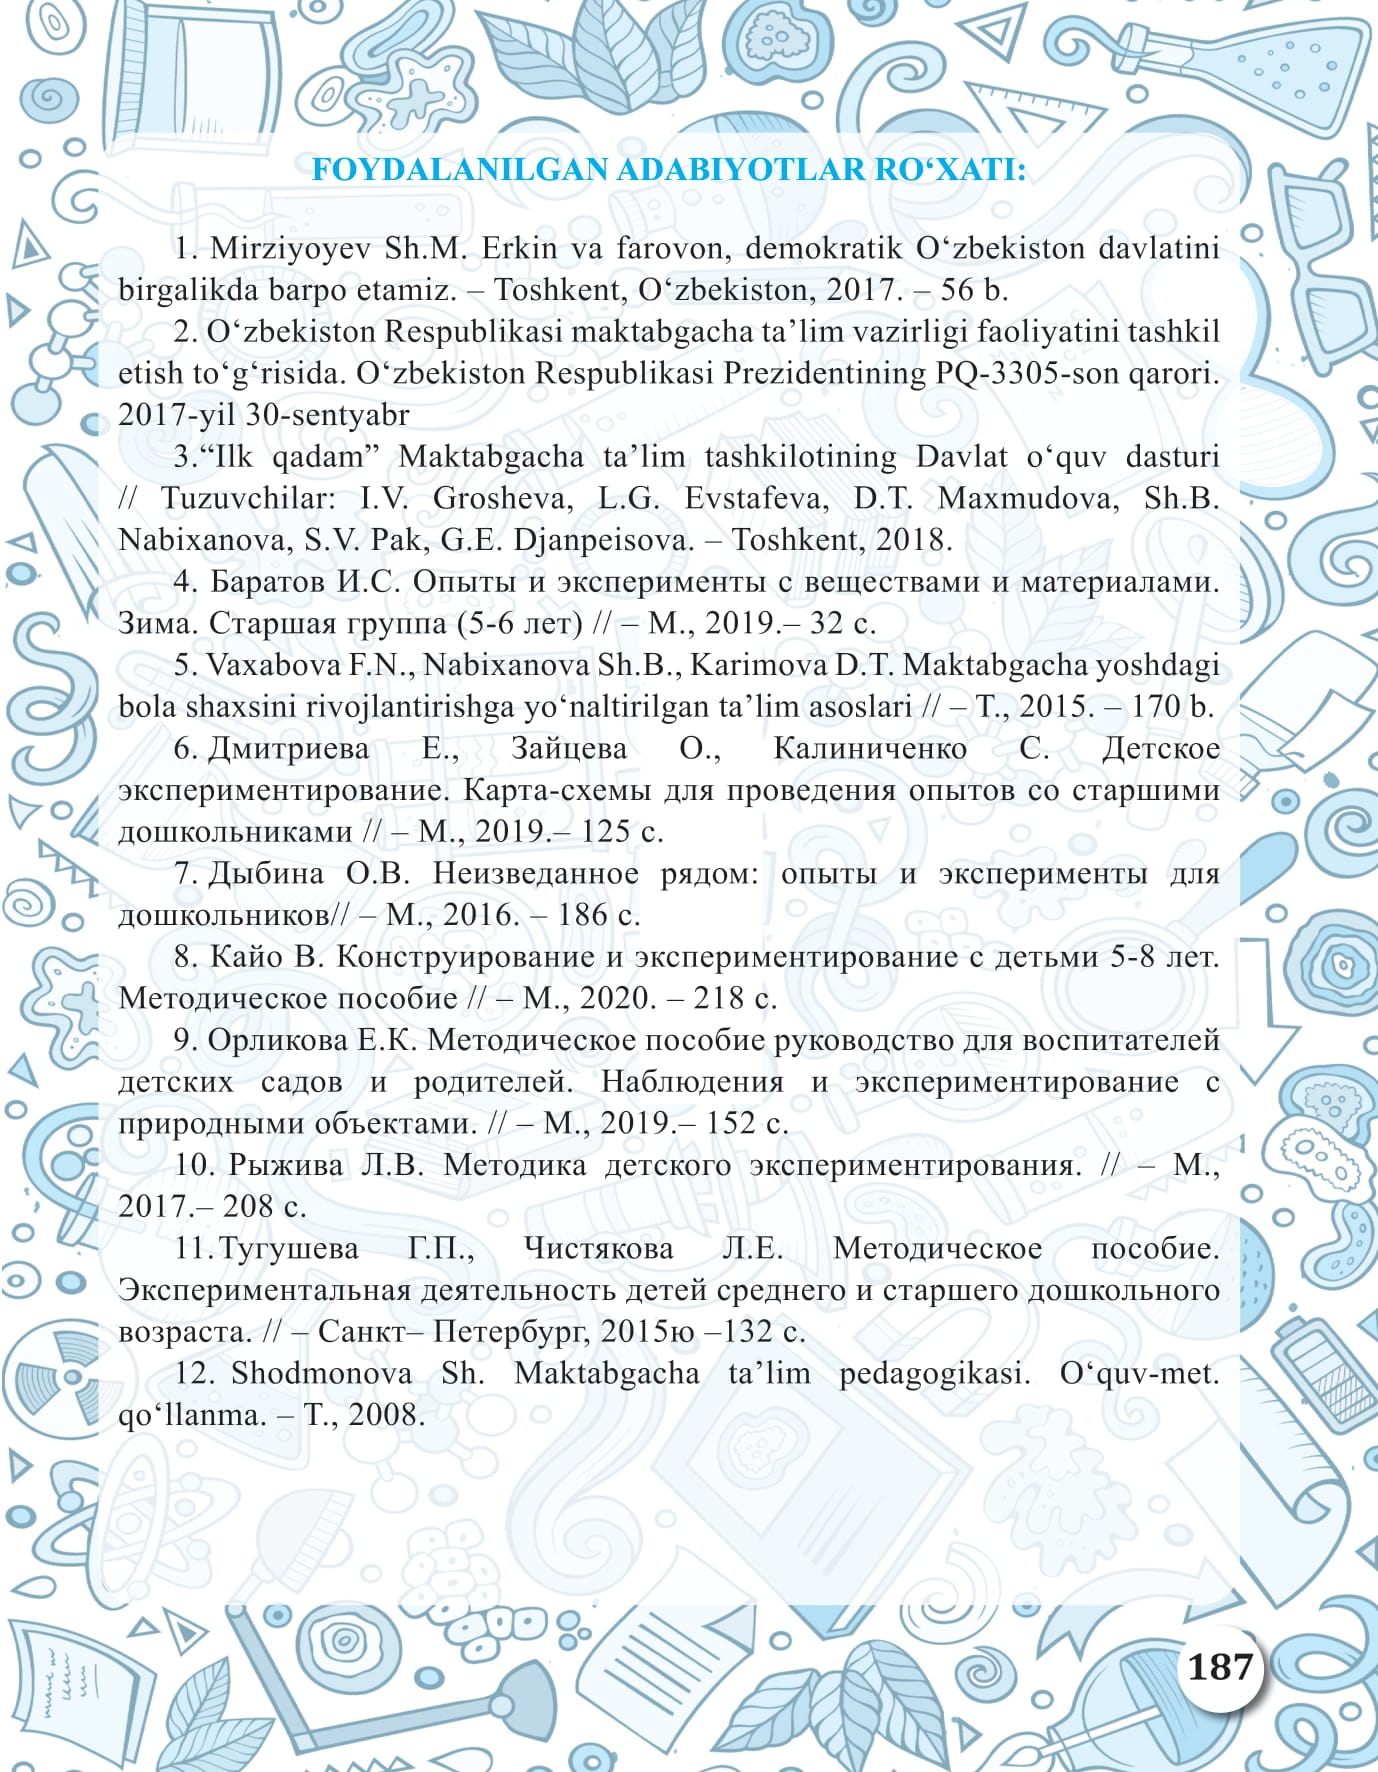 FOYDALANILGAN ADABIYOTLAR RO‘XATI:
1. Mirziyoyev Sh.M. Erkin va farovon, demokratik O‘zbekiston davlatini
birgalikda barpo etamiz. – Toshkent, O‘zbekiston, 2017. – 56 b.
2. O‘zbekiston Respublikasi maktabgacha ta’lim vazirligi faoliyatini tashkil
etish to‘g‘risida. O‘zbekiston Respublikasi Prezidentining PQ-3305-son qarori.
2017-yil 30-sentyabr
3.“Ilk qadam” Maktabgacha ta’lim tashkilotining Davlat o‘quv dasturi
// Tuzuvchilar: I.V. Grosheva, L.G. Evstafeva, D.T. Maxmudova, Sh.B.
Nabixanova, S.V. Pak, G.E. Djanpeisova. – Toshkent, 2018.
4. Баратов И.С. Опыты и эксперименты с веществами и материалами.
Зима. Старшая группа (5-6 лет) // – М., 2019.– 32 с.
5. Vaxabova F.N., Nabixanova Sh.B., Karimova D.T. Maktabgacha yoshdagi
bola shaxsini rivojlantirishga yo‘naltirilgan ta’lim asoslari // – T., 2015. – 170 b.
6. Дмитриева Е., Зайцева О., Калиниченко С. Детское
экспериментирование. Карта-схемы для проведения опытов со старшими
дошкольниками // – М., 2019.– 125 с.
7. Дыбина О.В. Неизведанное рядом: опыты и эксперименты для
дошкольников// – М., 2016. – 186 с.
8. Кайо В. Конструирование и экспериментирование с детьми 5-8 лет.
Методическое пособие // – М., 2020. – 218 с.
9. Орликова Е.К. Методическое пособие руководство для воспитателей
детских садов и родителей. Наблюдения и экспериментирование с
природными объектами. // – М., 2019.– 152 с.
10. Рыжива Л.В. Методика детского экспериментирования. // – М.,
2017.– 208 с.
11. Тугушева Г.П., Чистякова Л.Е. Методическое пособие.
Экспериментальная деятельность детей среднего и старшего дошкольного
возраста. // – Санкт– Петербург, 2015ю –132 с.
12. Shodmonova Sh. Maktabgacha ta’lim pedagogikasi. O‘quv-met.
qo‘llanma. – T., 2008.
187